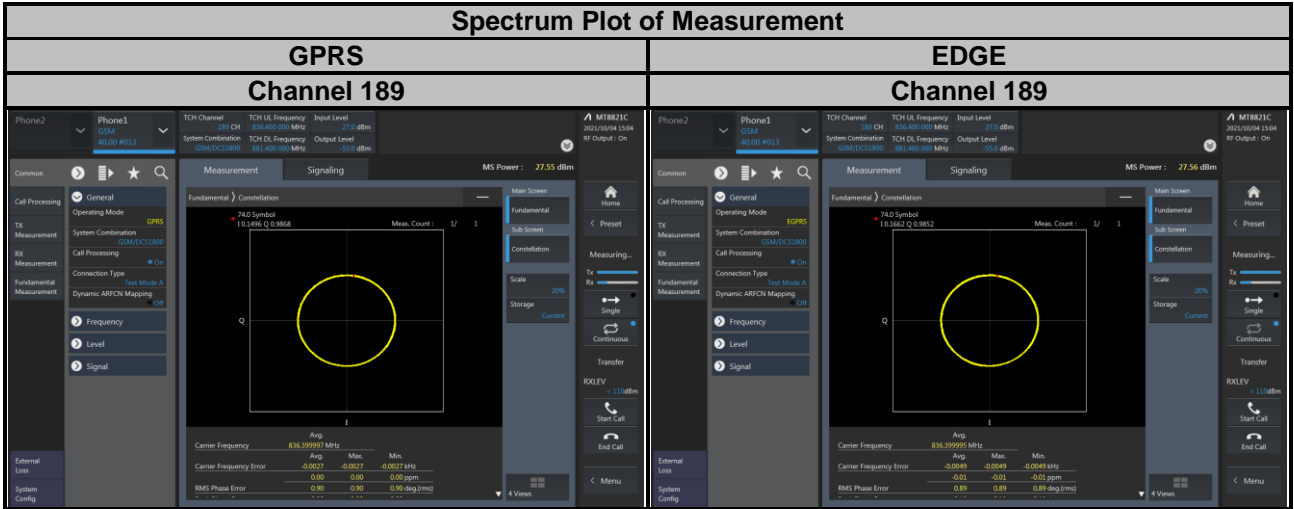 Spectrum Plot of Measurement
GPRS
EDGE
Channel 189
Channel 189
Phone2
Phone1
GSM
40.00 #013
TCH Channel
189 CH
TCH UL Frequency
836.400 000 MHz
Input Level
27.0 dBm
System Combination
GSM/DCS1800
TCH DL Frequency
881.400 000 MHz
Output Level
-55.0 dBm
MT8821C
2021/10/04 15:04
RF Output : On
Common
Call Processing
TX
Measurement
RX
Measurement
Fundamental
Measurement
External
Loss
System
Config
General
Operating Mode
GPRS
System Combination
GSM/DCS1800
Call Processing
On
Connection Type
Test Mode A
Dynamic ARFCN Mapping
Off
Frequency
Level
Signal
Measurement
Signaling
MS Power : 27.55 dBm
Fundamental 〉 Constellation
74.0 Symbol
I 0.1496 Q 0.9868
Meas. Count : 1/ 1
Q
I
Avg.
Carrier Frequency 836.399997 MHz
Avg. Max. Min.
Carrier Frequency Error -0.0027 -0.0027 -0.0027 kHz
0.00 0.00 0.00 ppm
RMS Phase Error 0.90 0.90 0.90 deg.(rms)
Main Screen
Fundamental
Sub Screen
Constellation
Scale
20%
Storage
Current
4 Views
Home
< Preset
Measuring...
Tx
Rx
Single
Continuous
Transfer
RXLEV
< 110dBm
Start Call
End Call
< Menu
Phone2
Phone1
GSM
40.00 #013
TCH Channel
189 CH
TCH UL Frequency
836.400 000 MHz
Input Level
27.0 dBm
System Combination
GSM/DCS1800
TCH DL Frequency
881.400 000 MHz
Output Level
-55.0 dBm
MT8821C
2021/10/04 15:04
RF Output : On
Common
Call Processing
TX
Measurement
RX
Measurement
Fundamental
Measurement
External
Loss
System
Config
General
Operating Mode
EGPRS
System Combination
GSM/DCS1800
Call Processing
On
Connection Type
Test Mode A
Dynamic ARFCN Mapping
Off
Frequency
Level
Signal
Measurement
Signaling
MS Power : 27.56 dBm
Fundamental 〉 Constellation
74.0 Symbol
I 0.1662 Q 0.9852
Meas. Count : 1/ 1
Q
I
Avg.
Carrier Frequency 836.399995 MHz
Avg. Max. Min.
Carrier Frequency Error -0.0049 -0.0049 -0.0049 kHz
-0.01 -0.01 -0.01 ppm
RMS Phase Error 0.89 0.89 0.89 deg.(rms)
Main Screen
Fundamental
Sub Screen
Constellation
Scale
20%
Storage
Current
4 Views
Home
< Preset
Measuring...
Tx
Rx
Single
Continuous
Transfer
RXLEV
< 110dBm
Start Call
End Call
< Menu